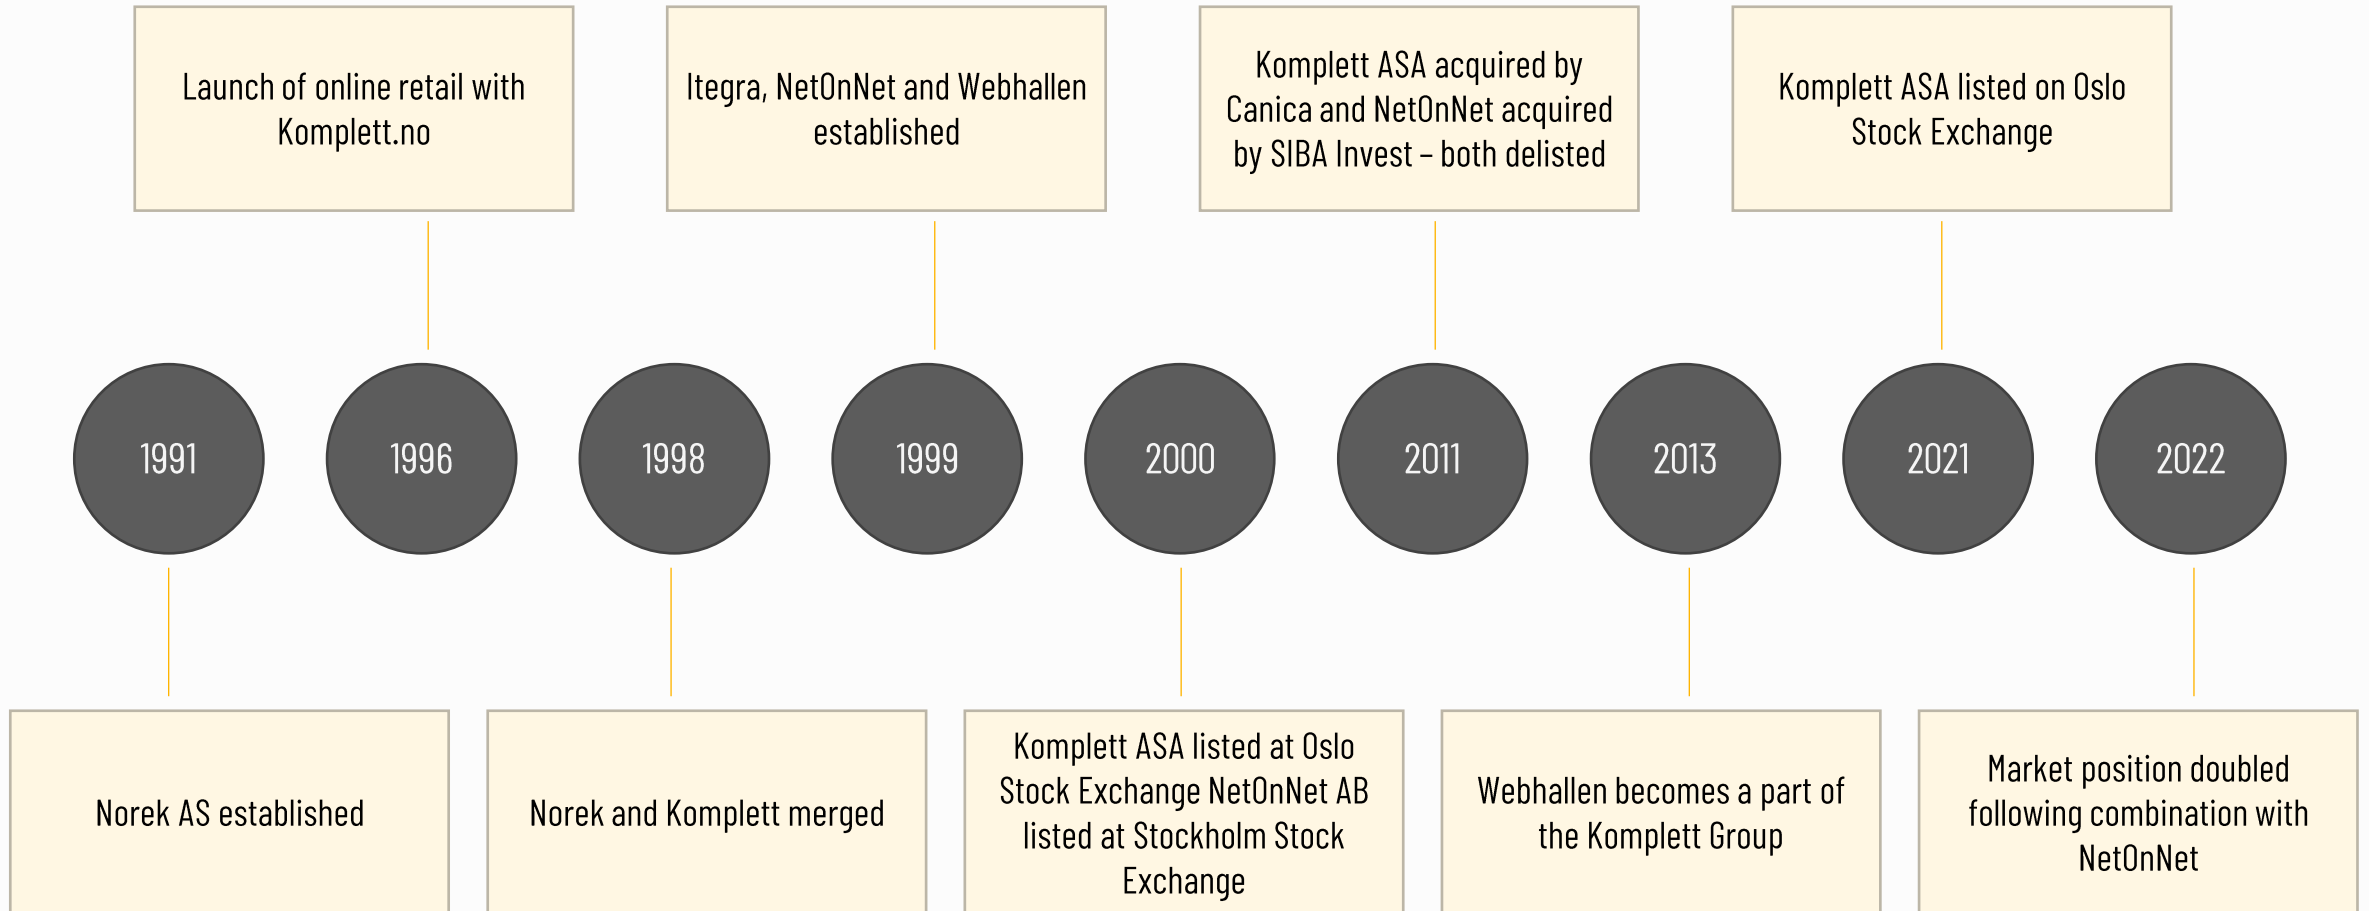 Launch of online retail with
Komplett.no
Itegra, NetOnNet and Webhallen
established
Komplett ASA acquired by
Canica and NetOnNet acquired
by SIBA Invest – both delisted
Komplett ASA listed on Oslo
Stock Exchange
1991
1996
1998
1999
2000
2011
2013
2021
2022
Norek AS established
Norek and Komplett merged
Komplett ASA listed at Oslo
Stock Exchange NetOnNet AB
listed at Stockholm Stock
Exchange
Webhallen becomes a part of
the Komplett Group
Market position doubled
following combination with
NetOnNet